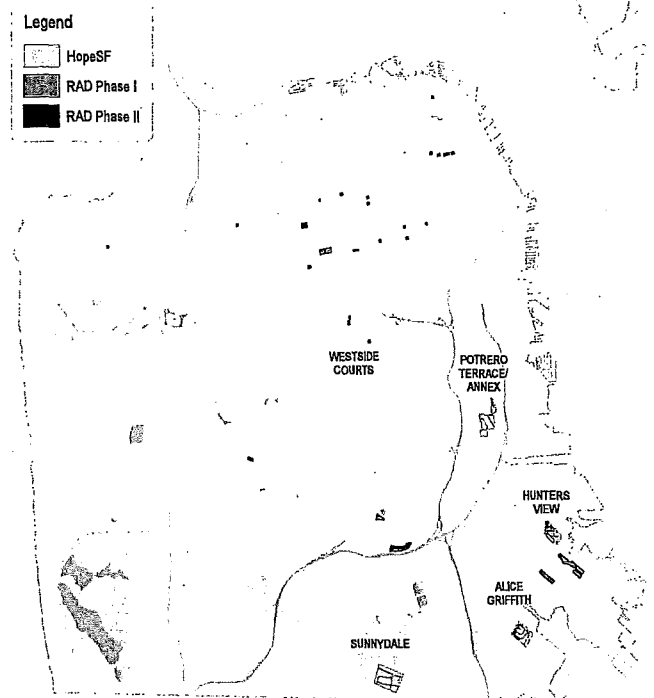 Legend
HopeSF
RAD Phase I
RAD Phase II
WESTSIDE
COURTS
POTRERO
TERRACE/
ANNEX
HUNTERS
VIEW
ALICE
GRIFFITH
SUNNYDALE